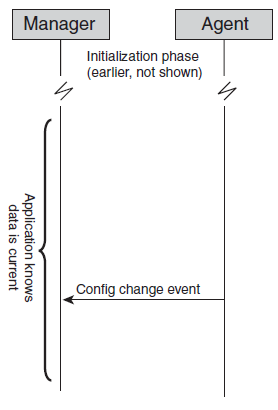 Manager
Agent
Initialization phase
(earlier, not shown)
Application knows
data is current
Config change event